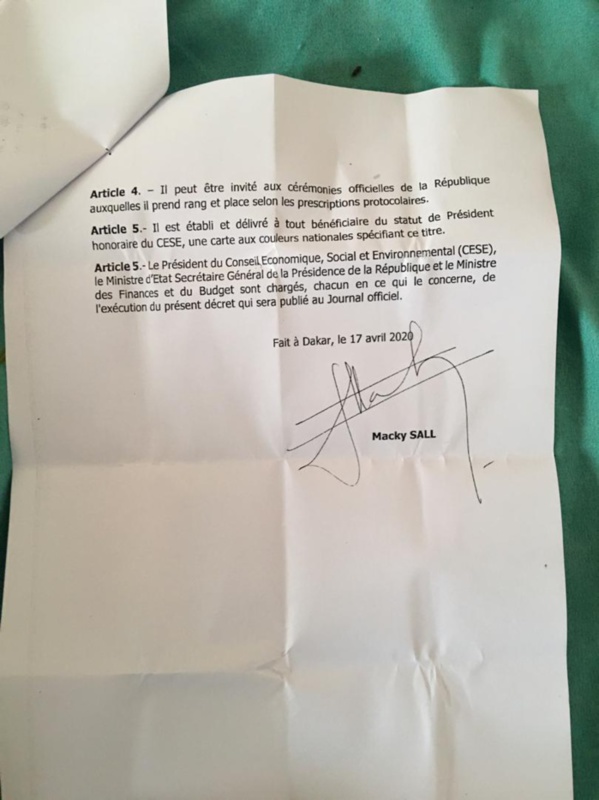 Article 4. – Il peut être invité aux cérémonies officielles de la République
auxquelles il prend rang et place selon les prescriptions protocolaires.
Article 5.- Il est établi et délivré à tout bénéficiaire du statut de Président
honoraire du CESE, une carte aux couleurs nationales spécifiant ce titre.
Article 5.- Le Président du Conseil Economique, Social et Environnemental (CESE),
le Ministre d'Etat Secrétaire Général de la Présidence de la République et le Ministre
des Finances et du Budget sont chargés, chacun en ce qui le concerne, de
l'exécution du présent décret qui sera publié au Journal officiel.
Fait à Dakar, le 17 avril 2020
Macky SALL